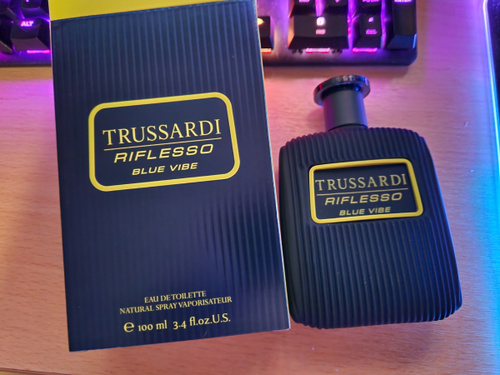 ALT
TRUSSARDI
RIFLESSO
BLUE VIBE
EAU DE TOILETTE
NATURAL SPRAY VAPORISATEUR
℮ 100 ml 3.4 fl.oz.U.S.
TRUSSARDI
RIFLESSO
BLUE VIBE